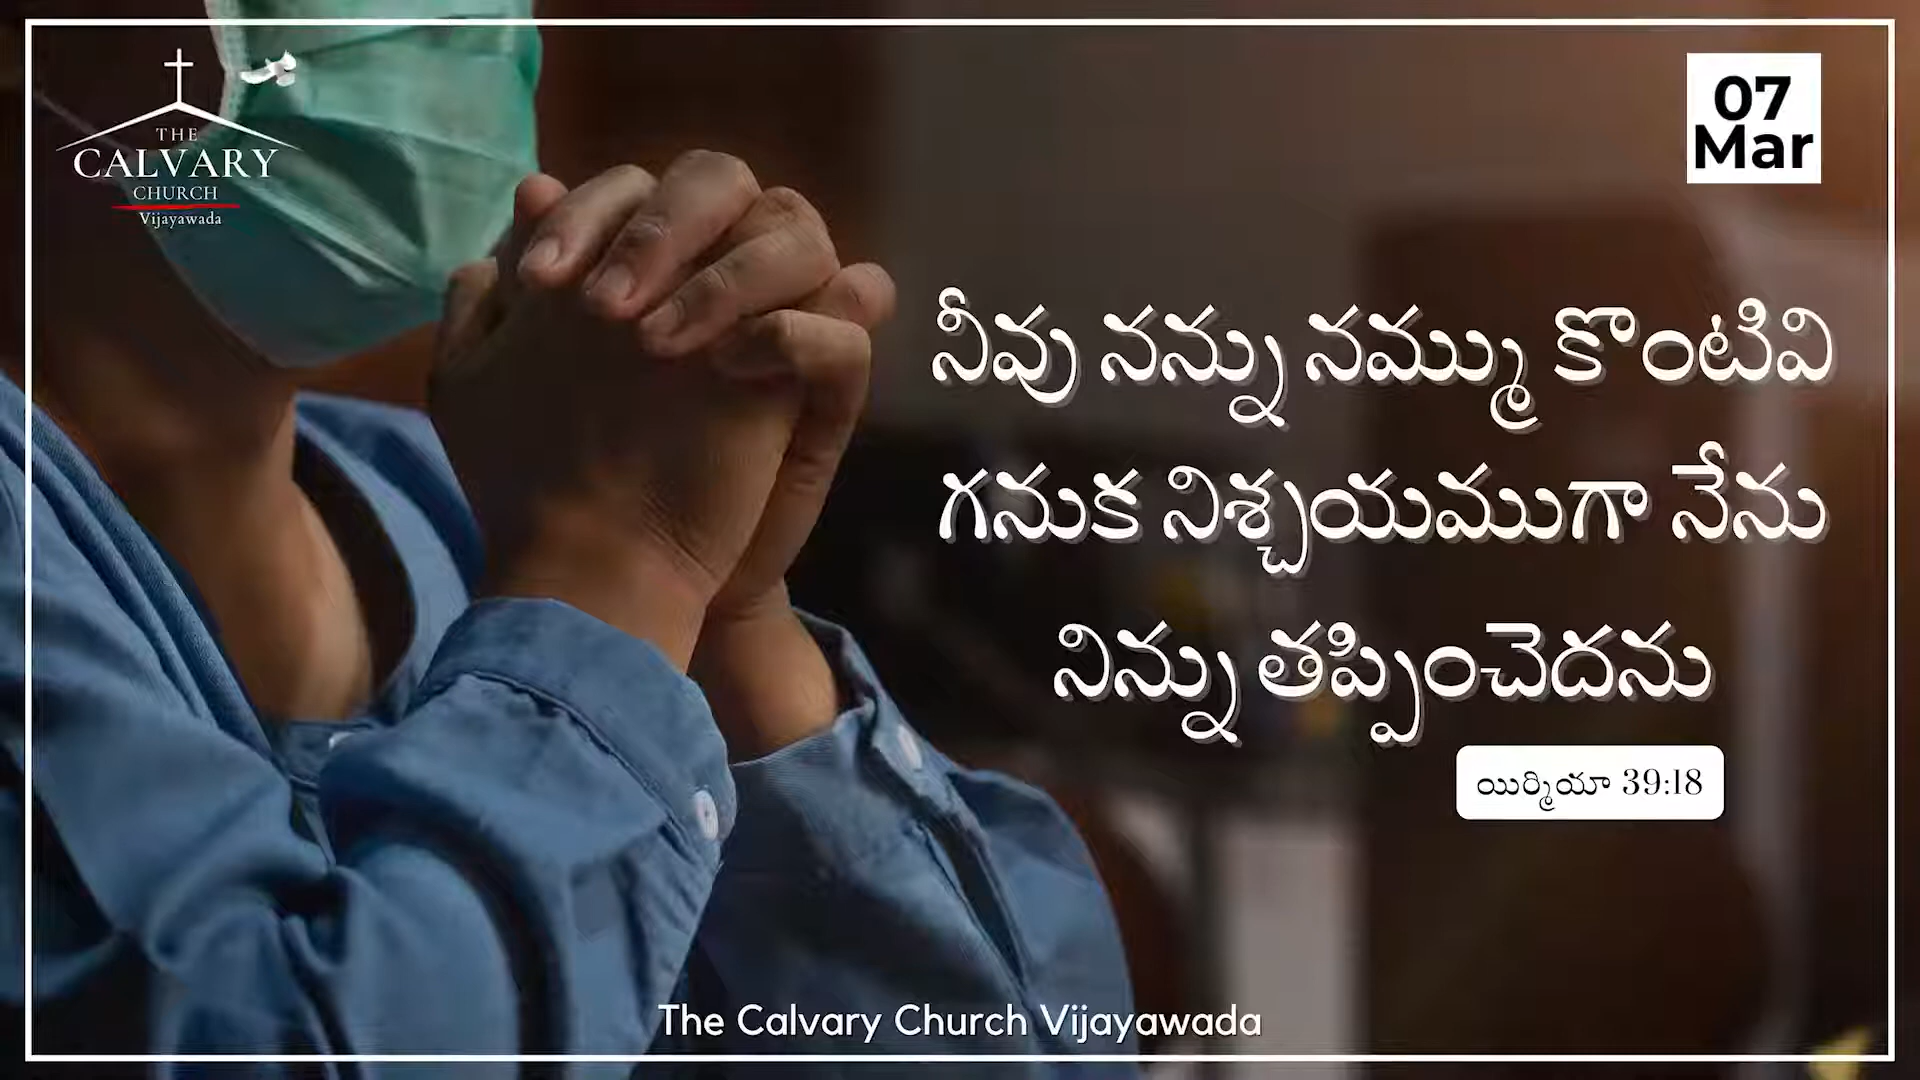 THE
CALVARY
CHURCH
Vijayawada
07
Mar
నీవు నన్ను నమ్ము కొంటివి
గనుక నిశ్చయముగా నేను
నిన్ను తప్పించెదను
యిర్మియా 39:18
The Calvary Church Vijayawada